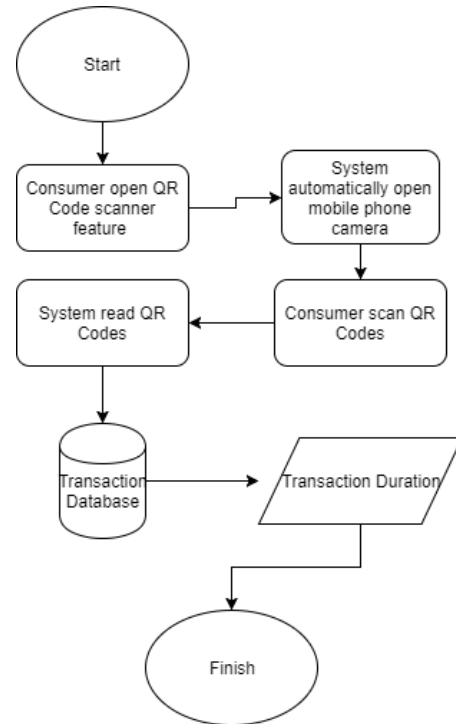 Start
Consumer open QR
Code scanner
feature
System
automatically open
mobile phone
camera
Consumer scan QR
Codes
System read QR
Codes
Transaction
Database
Transaction Duration
Finish